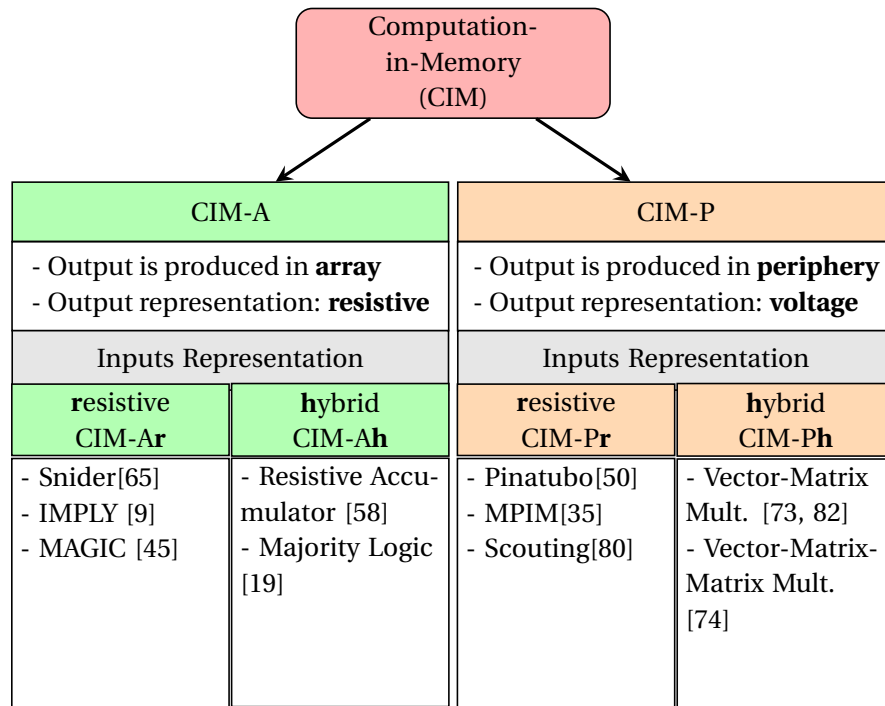 Computation-
in-Memory
(CIM)
CIM-A
- Output is produced in array
- Output representation: resistive
Inputs Representation
resistive
CIM-Ar
- Snider[65]
- IMPLY [9]
- MAGIC [45]
hybrid
CIM-Ah
- Resistive Accu-
mulator [58]
- Majority Logic
[19]
CIM-P
- Output is produced in periphery
- Output representation: voltage
Inputs Representation
resistive
CIM-Pr
- Pinatubo[50]
- MPIM[35]
- Scouting[80]
hybrid
CIM-Ph
- Vector-Matrix
Mult. [73, 82]
- Vector-Matrix-
Matrix Mult.
[74]